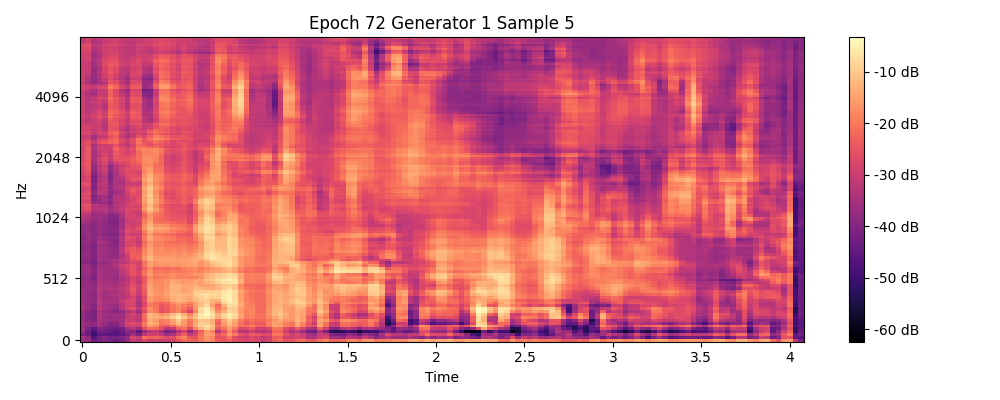 Epoch 72 Generator 1 Sample 5
Hz
4096
2048
1024
512
0
0 0.5 1 1.5 2 2.5 3 3.5 4
Time
-10 dB
-20 dB
-30 dB
-40 dB
-50 dB
-60 dB